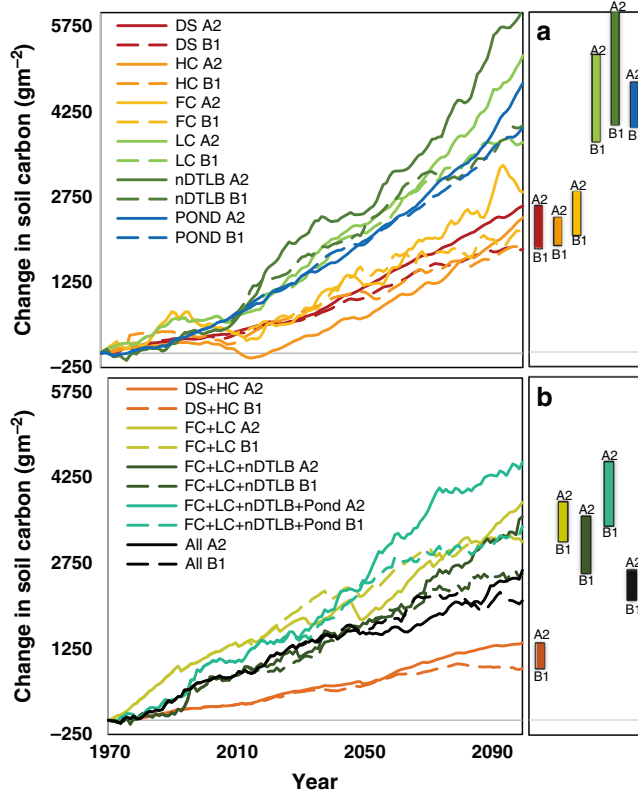 Change in soil carbon (gm−2)
5750
4250
2750
1250
−250
DS A2
DS B1
HC A2
HC B1
FC A2
FC B1
LC A2
LC B1
nDTLB A2
nDTLB B1
POND A2
POND B1
a
A2
B1
A2
B1
A2
B1
A2
B1
A2
B1
A2
B1
Change in soil carbon (gm−2)
5750
4250
2750
1250
−250
DS+HC A2
DS+HC B1
FC+LC A2
FC+LC B1
FC+LC+nDTLB A2
FC+LC+nDTLB B1
FC+LC+nDTLB+Pond A2
FC+LC+nDTLB+Pond B1
All A2
All B1
b
A2
B1
A2
B1
A2
B1
A2
B1
A2
B1
1970
2010
2050
2090
Year